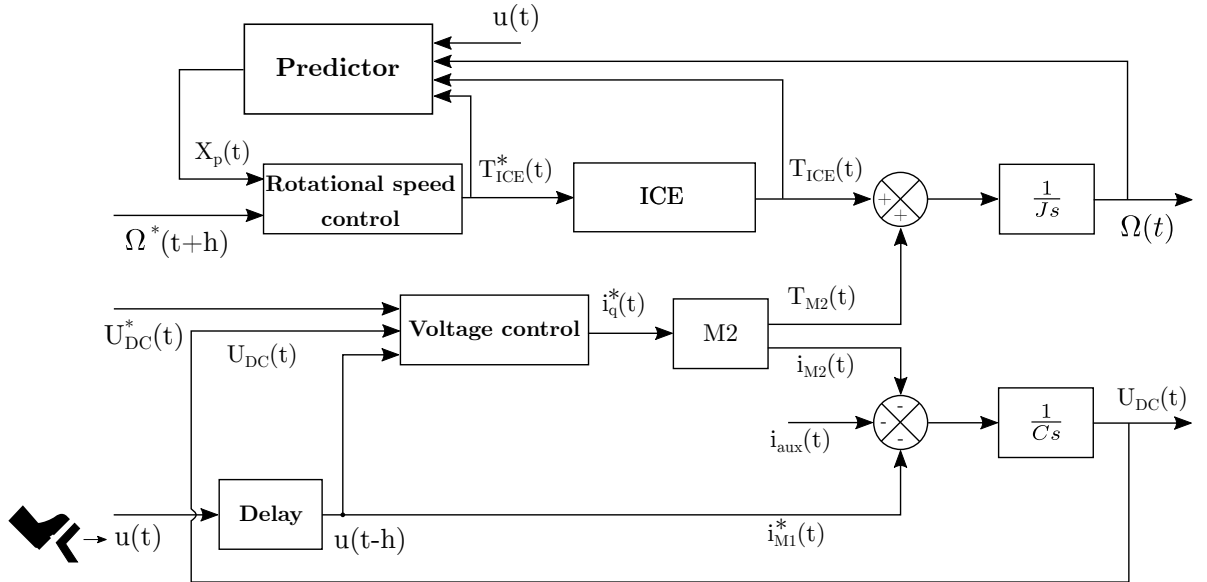 u(t)
Predictor
X_p(t)
T*_ICE(t)
T_ICE(t)
Rotational speed
control
ICE
+
+
1
Js
Ω*(t+h)
Ω(t)
i*_q(t)
T_M2(t)
Voltage control
M2
U*_DC(t)
U_DC(t)
i_M2(t)
U_DC(t)
-
-
-
1
Cs
i_aux(t)
Delay
u(t)
u(t-h)
i*_M1(t)